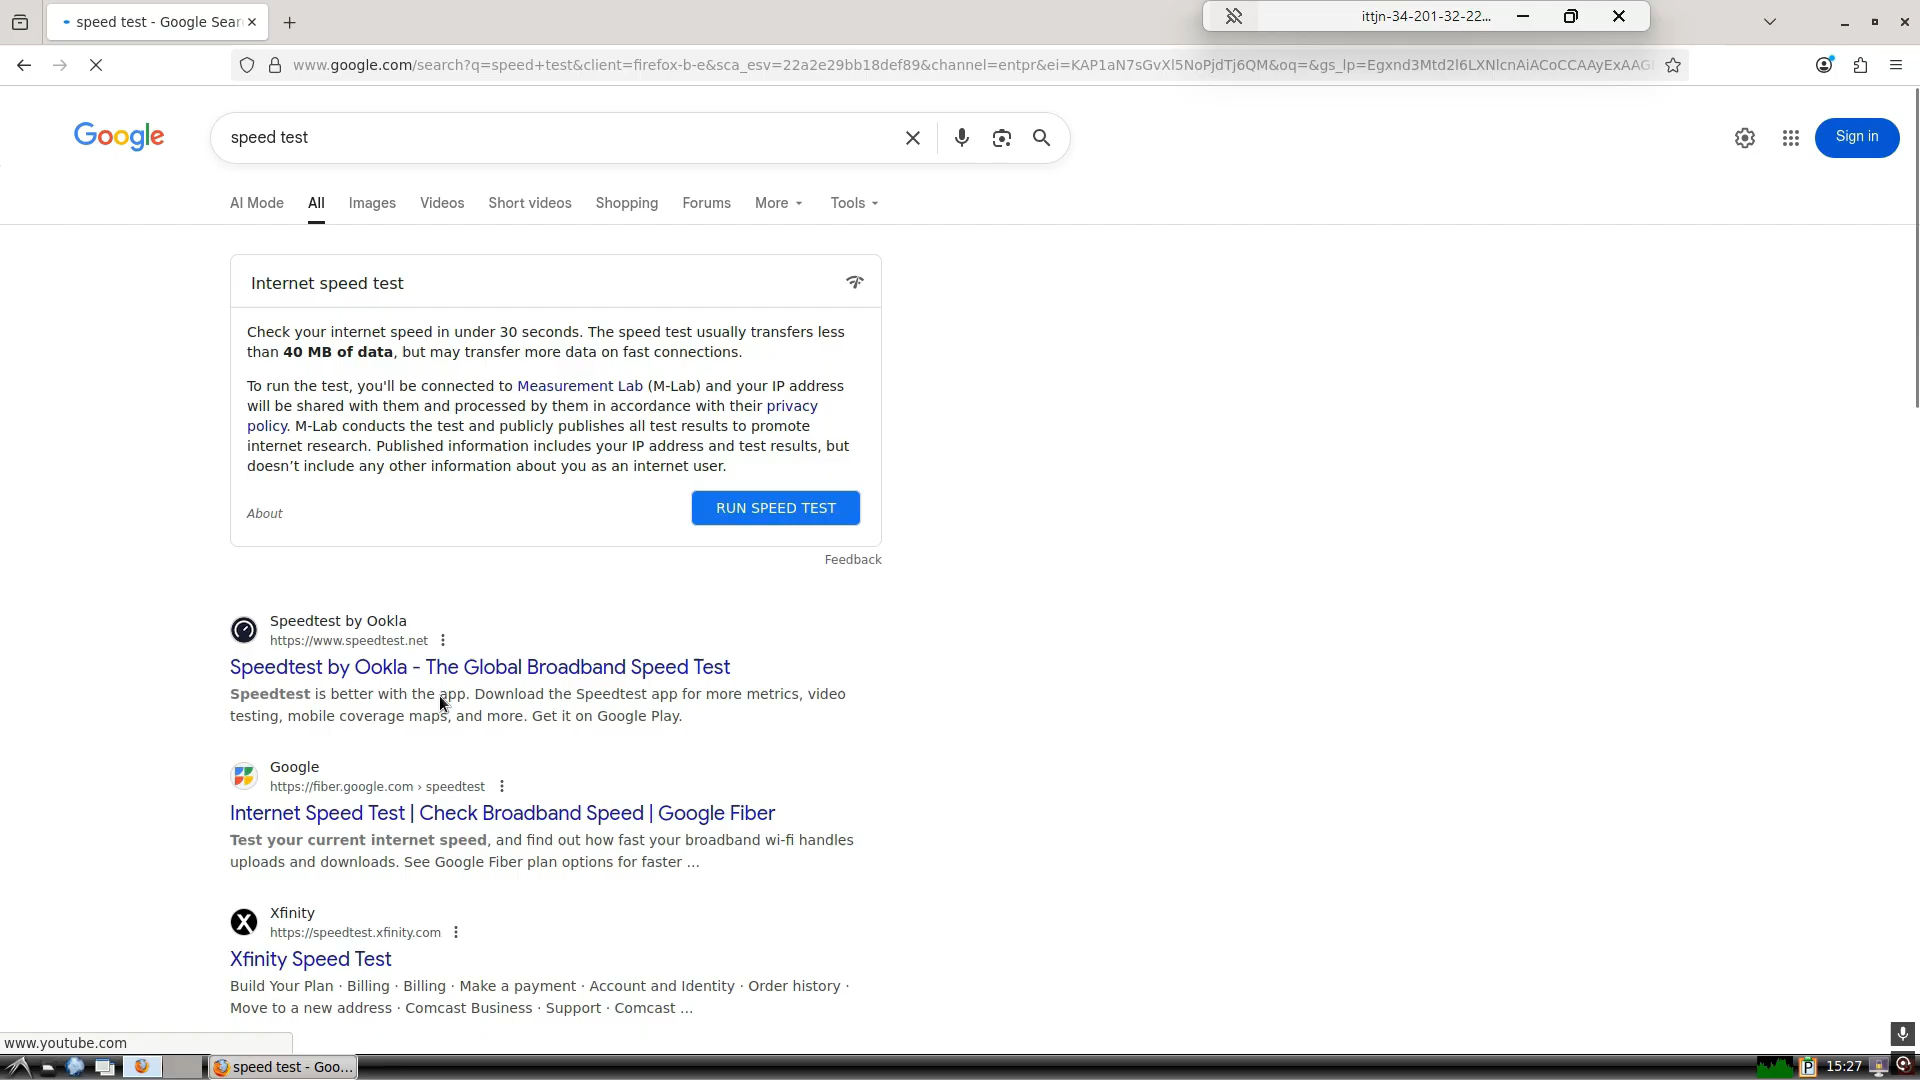 speed test - Google Sear
ittjn-34-201-32-22...
www.google.com/search?q=speed+test&client=firefox-b-e&sca_esv=22a2e29bb18def89&channel=entpr&ei=KAP1aN7sGvXl5NoPjdTj6QM&oq=&gs_lp=Egxnd3Mtd2l6LXNlcnAiACoCCAAyExAAG
Google
speed test
Sign in
AI Mode
All
Images
Videos
Short videos
Shopping
Forums
More
Tools
Internet speed test
Check your internet speed in under 30 seconds. The speed test usually transfers less
than 40 MB of data, but may transfer more data on fast connections.
To run the test, you'll be connected to Measurement Lab (M-Lab) and your IP address
will be shared with them and processed by them in accordance with their privacy
policy. M-Lab conducts the test and publicly publishes all test results to promote
internet research. Published information includes your IP address and test results, but
doesn’t include any other information about you as an internet user.
About
RUN SPEED TEST
Feedback
Speedtest by Ookla
https://www.speedtest.net
Speedtest by Ookla - The Global Broadband Speed Test
Speedtest is better with the app. Download the Speedtest app for more metrics, video
testing, mobile coverage maps, and more. Get it on Google Play.
Google
https://fiber.google.com › speedtest
Internet Speed Test | Check Broadband Speed | Google Fiber
Test your current internet speed, and find out how fast your broadband wi-fi handles
uploads and downloads. See Google Fiber plan options for faster ...
Xfinity
https://speedtest.xfinity.com
Xfinity Speed Test
Build Your Plan · Billing · Billing · Make a payment · Account and Identity · Order history ·
Move to a new address · Comcast Business · Support · Comcast ...
www.youtube.com
speed test - Goo...
15:27